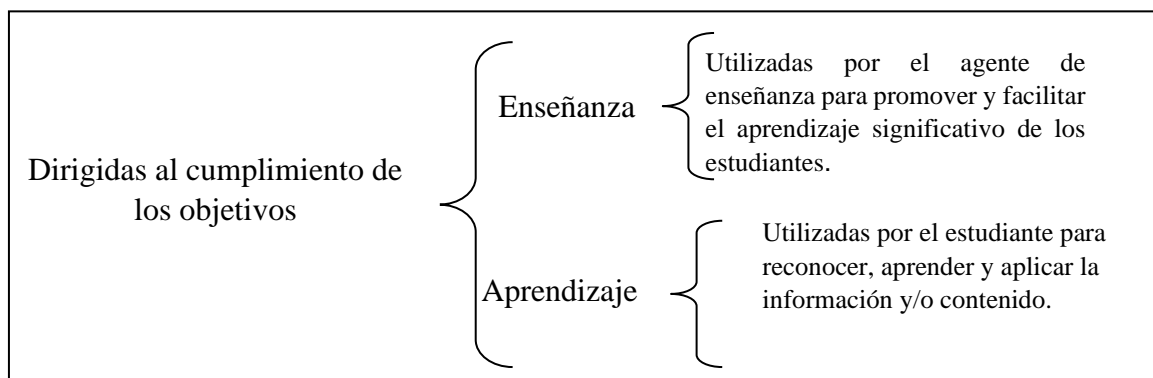 Dirigidas al cumplimiento de
los objetivos
Enseñanza
Utilizadas por el agente de
enseñanza para promover y facilitar
el aprendizaje significativo de los
estudiantes.
Aprendizaje
Utilizadas por el estudiante para
reconocer, aprender y aplicar la
información y/o contenido.